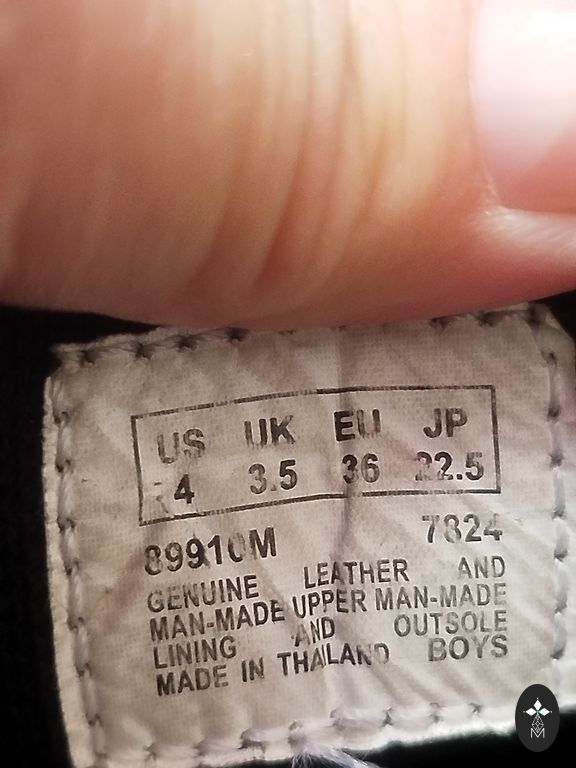 US UK EU JP
4 3.5 36 22.5
89910M 7824
GENUINE LEATHER AND
MAN-MADE UPPER MAN-MADE
LINING AND OUTSOLE
MADE IN THAILAND BOYS
M